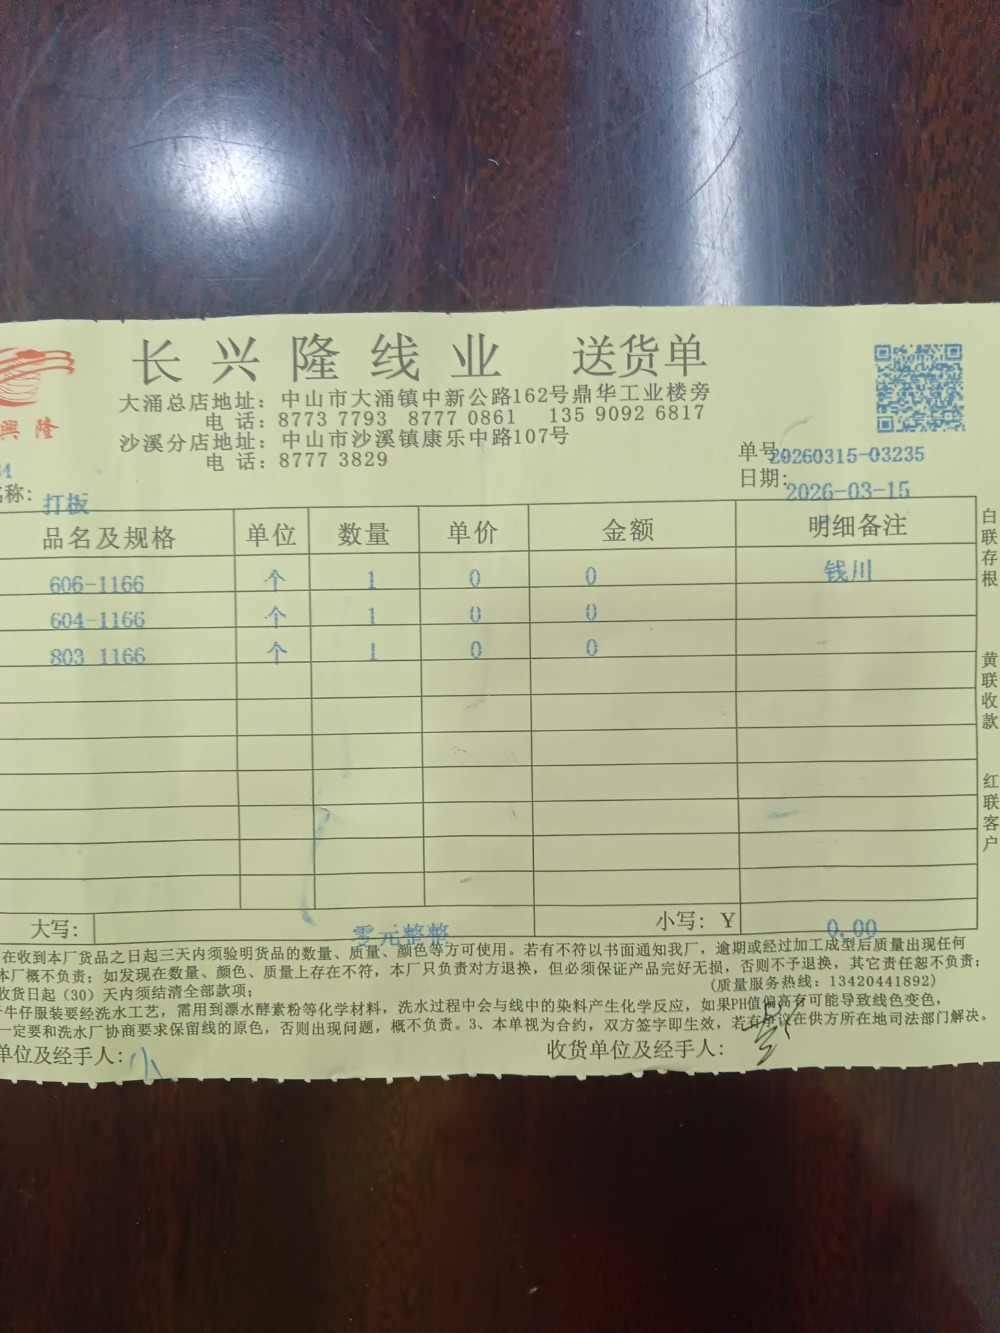 长兴隆线业 送货单
興隆
大涌总店地址：中山市大涌镇中新公路162号鼎华工业楼旁
电 话：8773 7793 8777 0861 135 9092 6817
沙溪分店地址：中山市沙溪镇康乐中路107号
电 话：8777 3829
单号20260315-03235
日期：2026-03-15
称：打板
品名及规格 单位 数量 单价 金额 明细备注
606-1166 个 1 0 0 钱川
604-1166 个 1 0 0
803 1166 个 1 0 0
白联存根
黄联收款
红联客户
大写： 零元整整 小写：¥ 0.00
在收到本厂货品之日起三天内须验明货品的数量、质量、颜色等方可使用。若有不符以书面通知我厂，逾期或经过加工成型后质量出现任何
本厂概不负责；如发现在数量、颜色、质量上存在不符，本厂只负责对方退换，但必须保证产品完好无损，否则不予退换，其它责任恕不负责；
收货日起（30）天内须结清全部款项； （质量服务热线：13420441892）
牛仔服装要经洗水工艺，需用到漂水酵素粉等化学材料，洗水过程中会与线中的染料产生化学反应，如果PH值偏高有可能导致线色变色，
一定要和洗水厂协商要求保留线的原色，否则出现问题，概不负责。3、本单视为合约，双方签字即生效，若有争议在供方所在地司法部门解决。
单位及经手人： 收货单位及经手人：